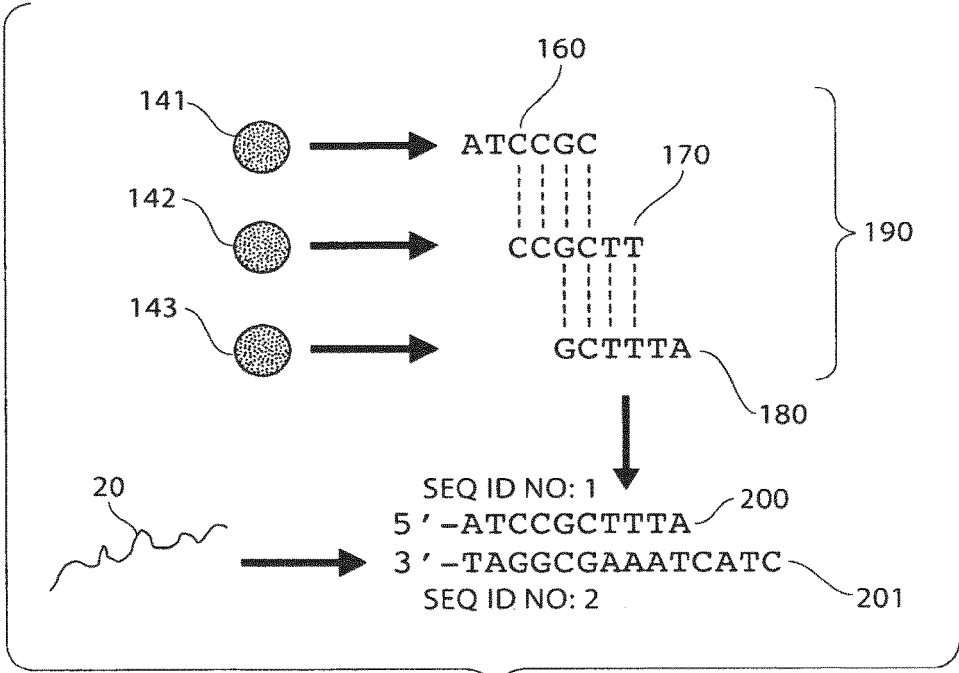 160
141
ATCCGC
170
142
CCGCTT
190
143
GCTTTA
180
20
SEQ ID NO: 1
5'-ATCCGCTTTA
200
3'-TAGGCGAAATCATC
201
SEQ ID NO: 2